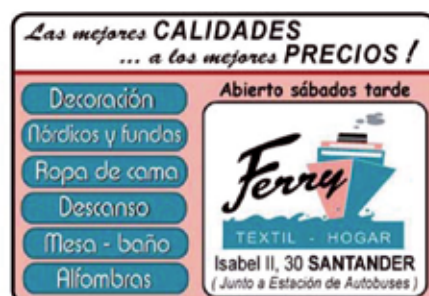 Las mejores CALIDADES
... a los mejores PRECIOS !
Decoración
Nórdicos y fundas
Ropa de cama
Descanso
Mesa - baño
Alfombras
Abierto sábados tarde
Ferry
TEXTIL - HOGAR
Isabel II, 30 SANTANDER
( Junto a Estación de Autobuses )